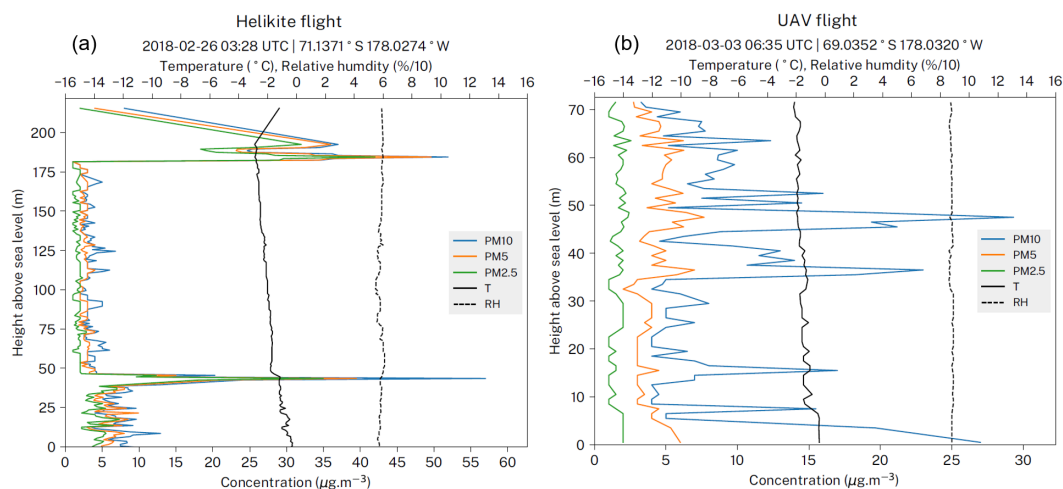 Helikite flight
(a)
2018-02-26 03:28 UTC | 71.1371 ° S 178.0274 ° W
Temperature ( ° C), Relative humdity (%/10)
-16 -14 -12 -10 -8 -6 -4 -2 0 2 4 6 8 10 12 14 16
Height above sea level (m)
200
175
150
125
100
75
50
25
0
PM10
PM5
PM2.5
T
RH
0 5 10 15 20 25 30 35 40 45 50 55 60
Concentration (μg.m⁻³)
UAV flight
(b)
2018-03-03 06:35 UTC | 69.0352 ° S 178.0320 ° W
Temperature ( ° C), Relative humdity (%/10)
-16 -14 -12 -10 -8 -6 -4 -2 0 2 4 6 8 10 12 14 16
Height above sea level (m)
70
60
50
40
30
20
10
0
PM10
PM5
PM2.5
T
RH
0 5 10 15 20 25 30
Concentration (μg.m⁻³)